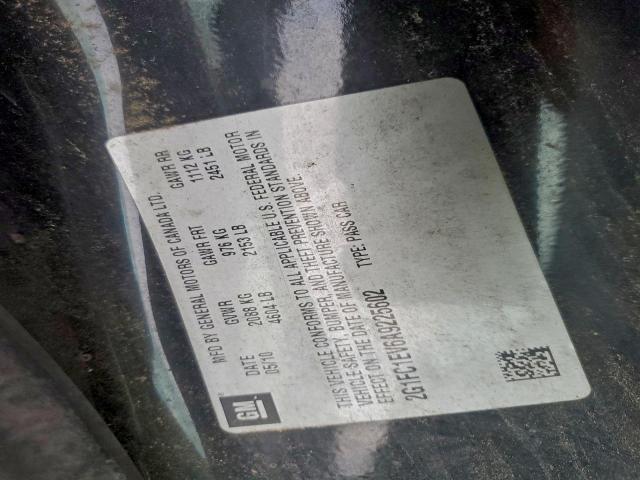 GM
MFD BY GENERAL MOTORS OF CANADA LTD.
DATE GVWR GAWR FRT GAWR RR
05/10 2088 KG 976 KG 1112 KG
4604 LB 2153 LB 2451 LB
THIS VEHICLE CONFORMS TO ALL APPLICABLE U.S. FEDERAL MOTOR
VEHICLE SAFETY, BUMPER, AND THEFT PREVENTION STANDARDS IN
EFFECT ON THE DATE OF MANUFACTURE SHOWN ABOVE.
2G1FC1EV6A9225602 TYPE: PASS CAR